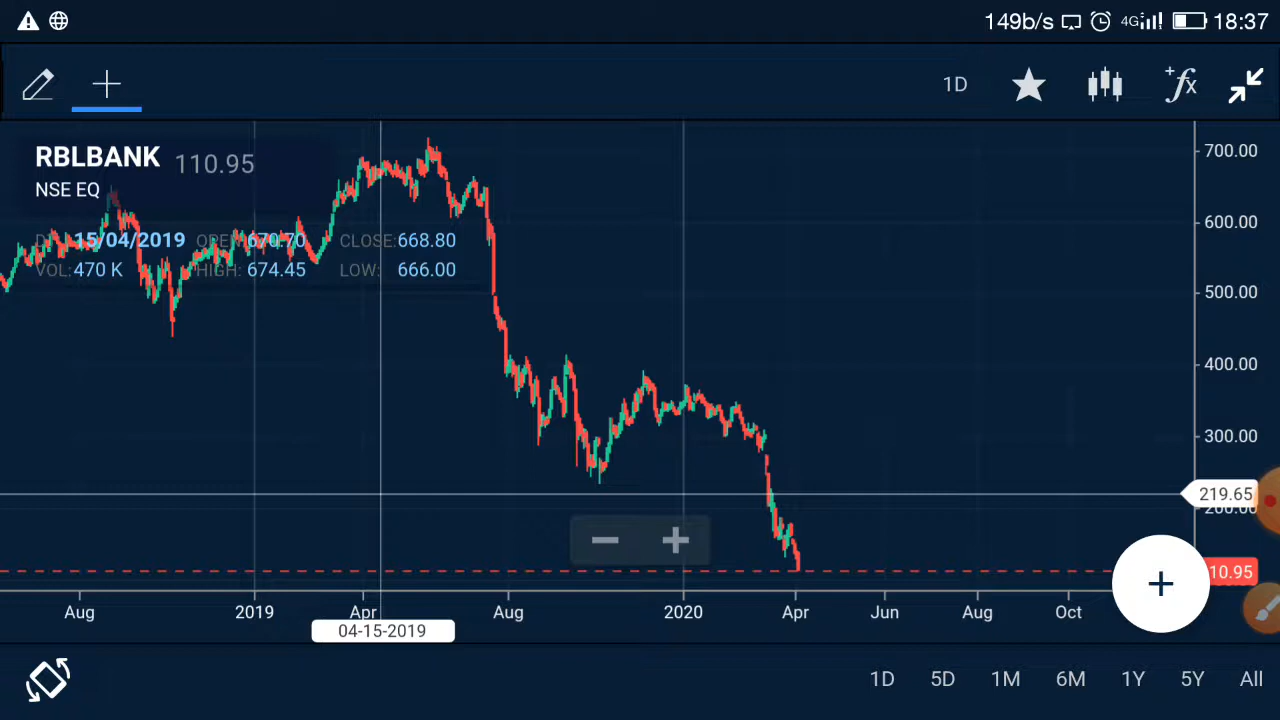 149b/s 4G 18:37
1D +fx
RBLBANK 110.95
NSE EQ
15/04/2019 OPEN: 670.70 CLOSE: 668.80
VOL: 470 K HIGH: 674.45 LOW: 666.00
700.00
600.00
500.00
400.00
300.00
219.65
200.00
10.95
Aug 2019 Apr Aug 2020 Apr Jun Aug Oct
04-15-2019
1D 5D 1M 6M 1Y 5Y All